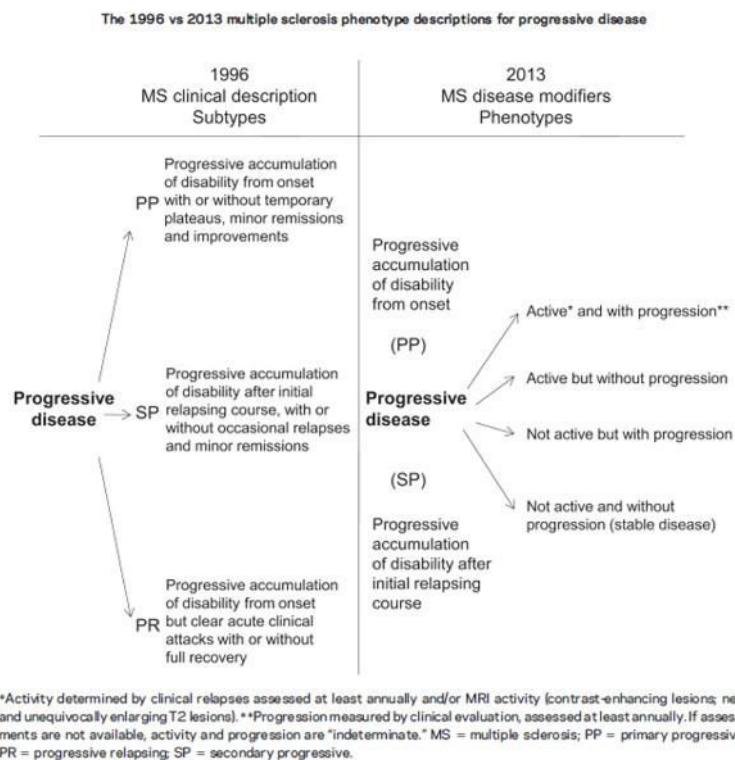 The 1996 vs 2013 multiple sclerosis phenotype descriptions for progressive disease
1996
MS clinical description
Subtypes
2013
MS disease modifiers
Phenotypes
Progressive
disease
PP
Progressive accumulation
of disability from onset
with or without temporary
plateaus, minor remissions
and improvements
SP
Progressive accumulation
of disability after initial
relapsing course, with or
without occasional relapses
and minor remissions
PR
Progressive accumulation
of disability from onset
but clear acute clinical
attacks with or without
full recovery
Progressive
accumulation
of disability
from onset
(PP)
Progressive
disease
(SP)
Progressive
accumulation
of disability after
initial relapsing
course
Active* and with progression**
Active but without progression
Not active but with progression
Not active and without
progression (stable disease)
*Activity determined by clinical relapses assessed at least annually and/or MRI activity (contrast-enhancing lesions; ne
and unequivocally enlarging T2 lesions). **Progression measured by clinical evaluation, assessed at least annually. If asses
ments are not available, activity and progression are "indeterminate." MS = multiple sclerosis; PP = primary progressiv
PR = progressive relapsing; SP = secondary progressive.